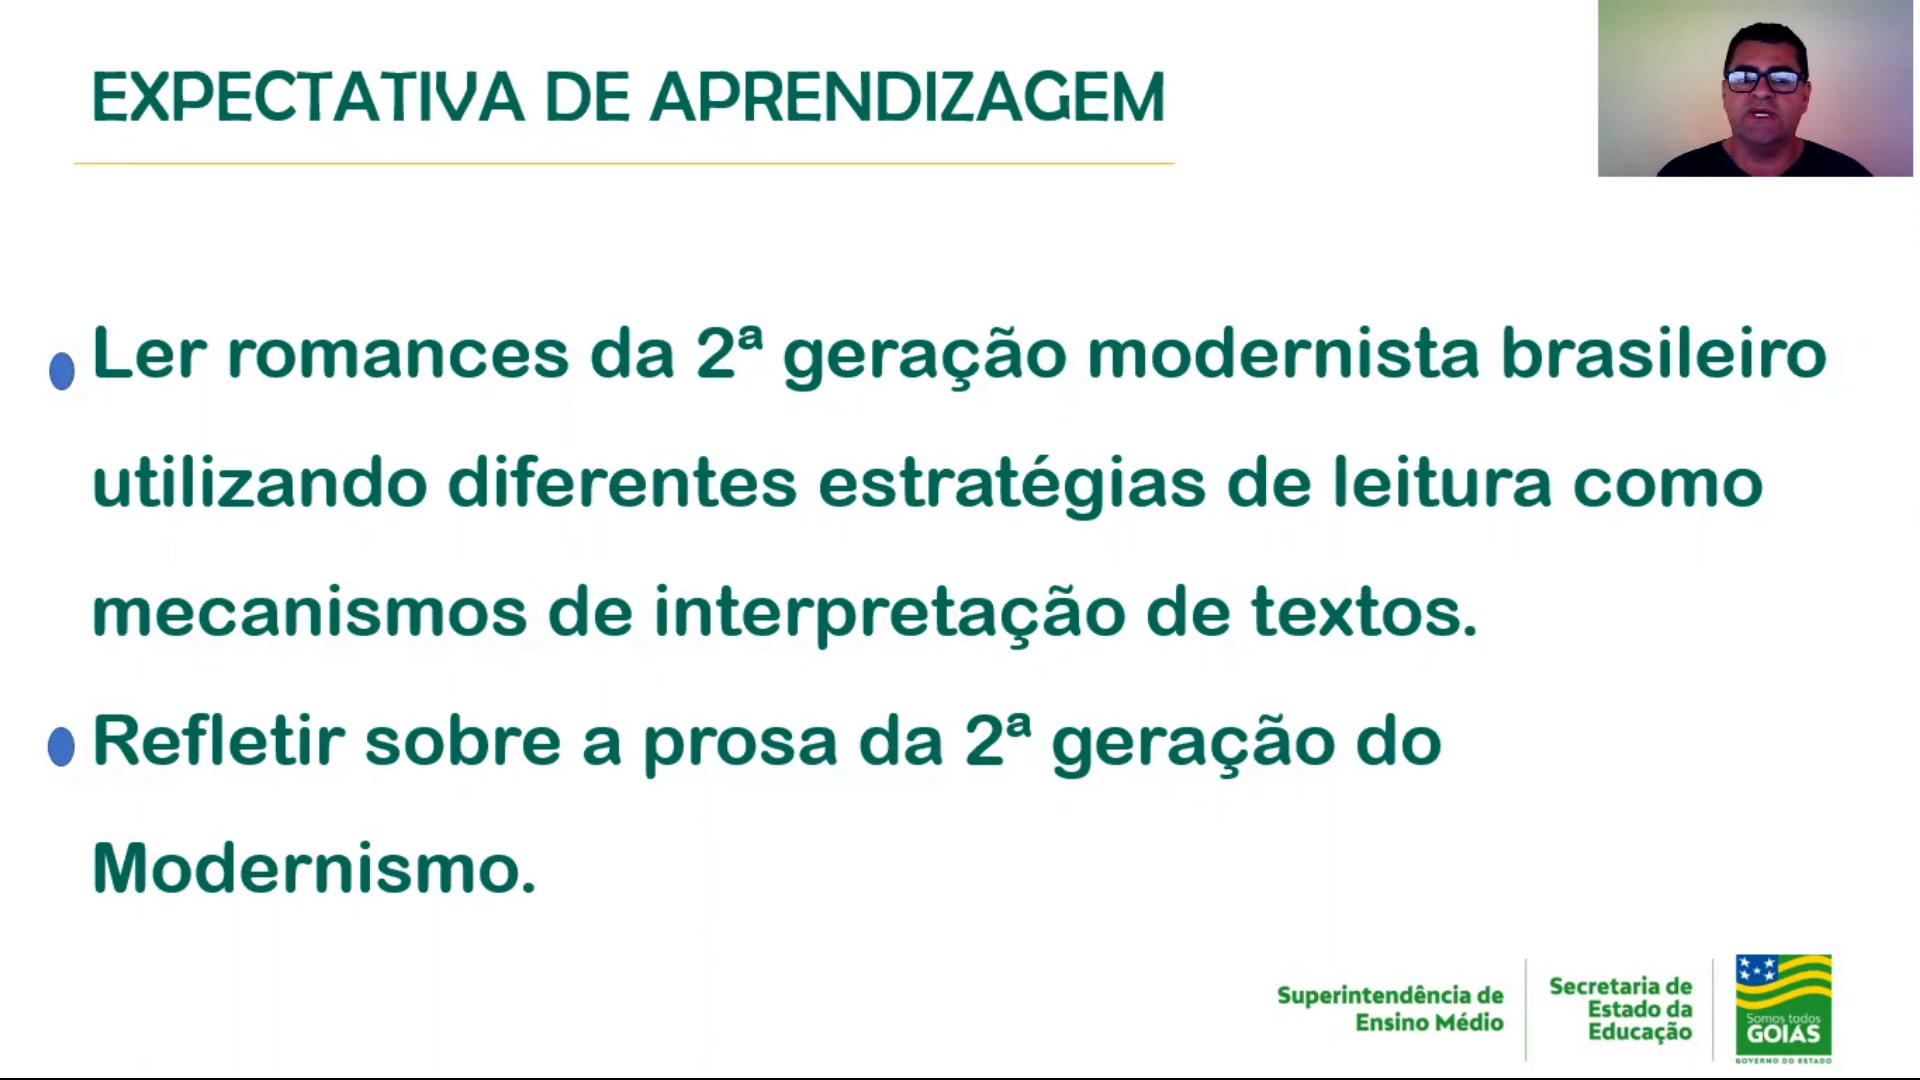 EXPECTATIVA DE APRENDIZAGEM
Ler romances da 2ª geração modernista brasileiro
utilizando diferentes estratégias de leitura como
mecanismos de interpretação de textos.
Refletir sobre a prosa da 2ª geração do
Modernismo.
Superintendência de
Ensino Médio
Secretaria de
Estado da
Educação
Somos todos
GOIÁS
GOVERNO DO ESTADO